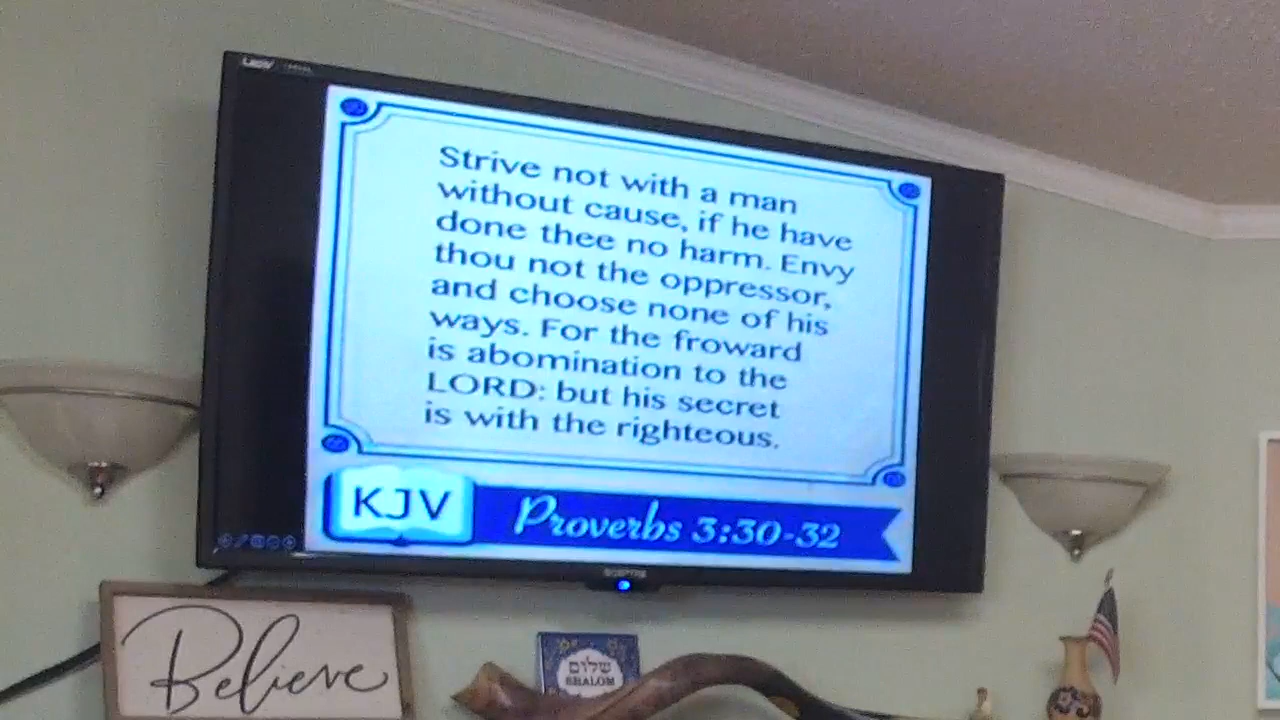 Strive not with a man
without cause, if he have
done thee no harm. Envy
thou not the oppressor,
and choose none of his
ways. For the froward
is abomination to the
LORD: but his secret
is with the righteous.
KJV
Proverbs 3:30-32
SCEPTRE
Believe
שלום
SHALOM